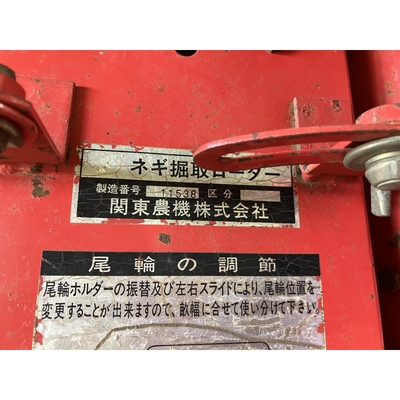 ネギ掘取ローダー
製造番号 11538 区分
関東農機株式会社
尾輪の調節
尾輪ホルダーの振替及び左右スライドにより、尾輪位置を
変更することが出来ますので、畝幅に合せて使い分けて下さい。